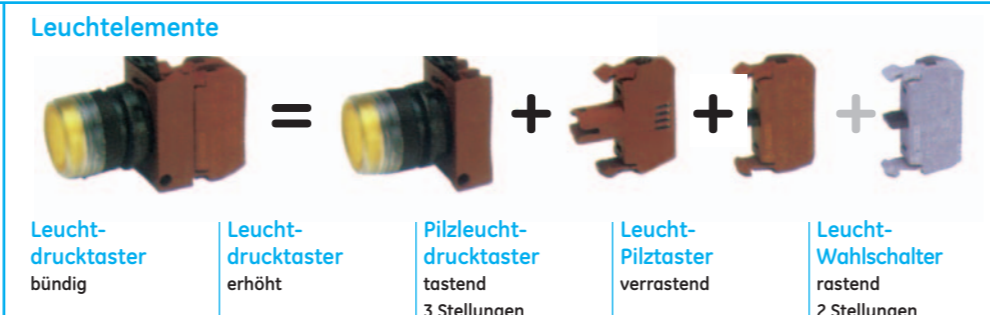 Leuchtelemente
= + + +
Leucht-
drucktaster
bündig
Leucht-
drucktaster
erhöht
Pilzleucht-
drucktaster
tastend
3 Stellungen
Leucht-
Pilztaster
verrastend
Leucht-
Wahlschalter
rastend
2 Stellungen